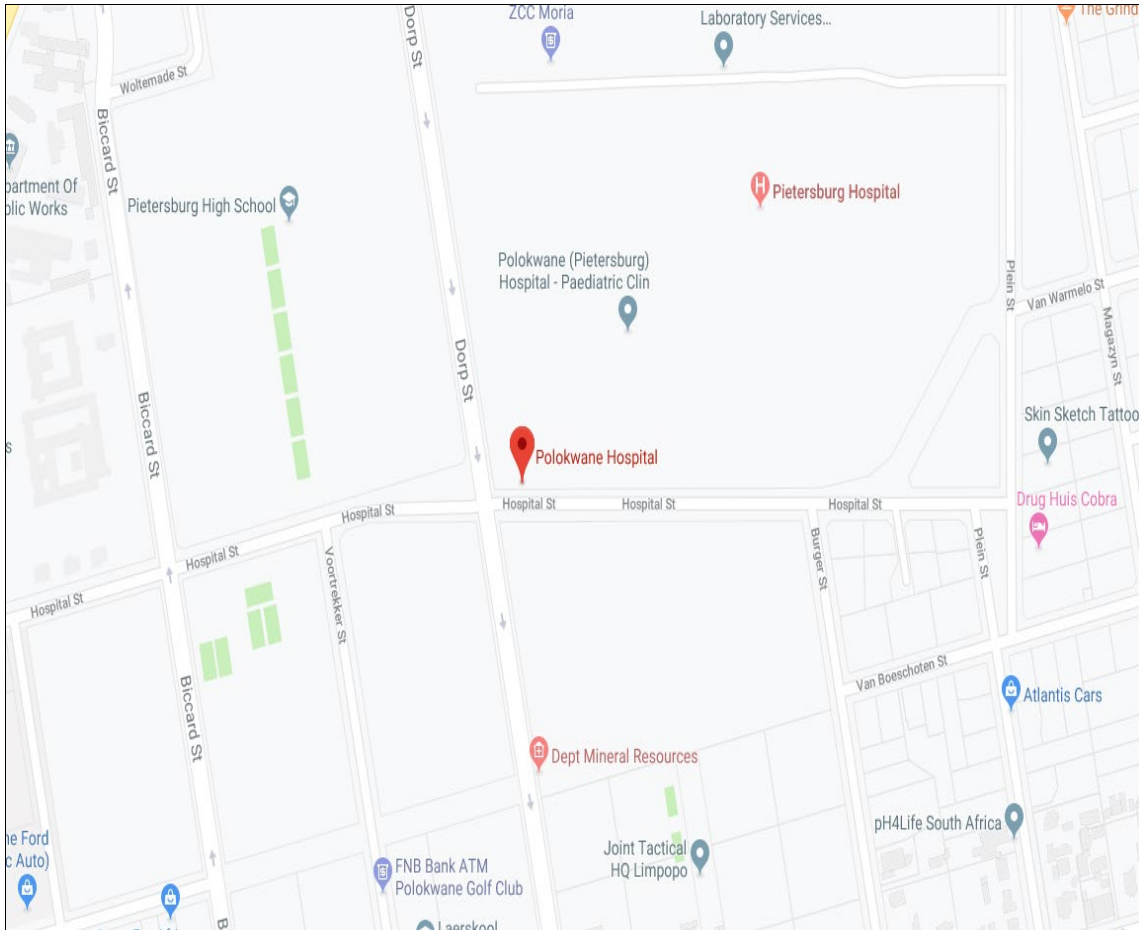 ZCC Moria
Laboratory Services...
The Grind
Dorp St
Woltemade St
Biccard St
partment Of
blic Works
Pietersburg High School
Pietersburg Hospital
Polokwane (Pietersburg)
Hospital - Paediatric Clin
Plein St
Van Warmelo St
Magazyn St
Dorp St
Biccard St
s
Skin Sketch Tattoo
Polokwane Hospital
Hospital St
Hospital St
Hospital St
Hospital St
Hospital St
Hospital St
Drug Huis Cobra
Voortrekker St
Burger St
Plein St
Van Boeschoten St
Biccard St
Atlantis Cars
Dept Mineral Resources
pH4Life South Africa
ne Ford
c Auto)
Joint Tactical
HQ Limpopo
FNB Bank ATM
Polokwane Golf Club
B
Laerskool